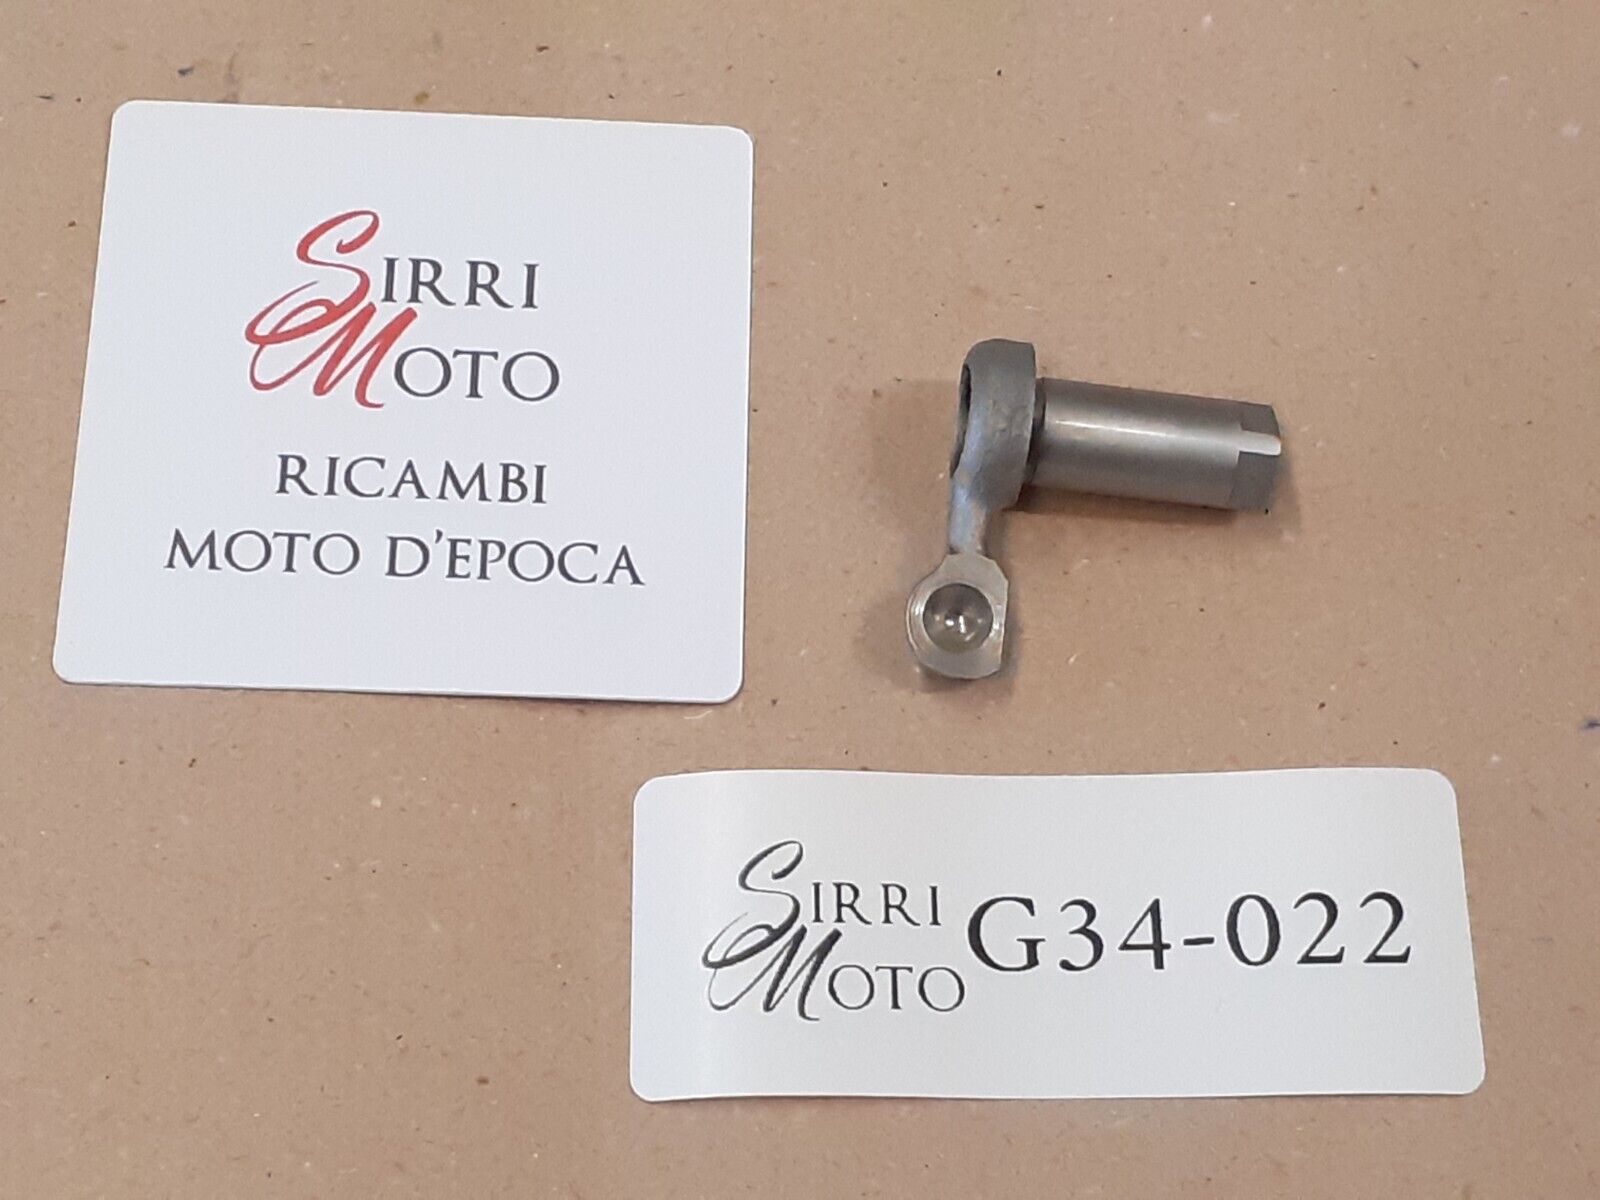 SIRRI
MOTO
RICAMBI
MOTO D'EPOCA
SIRRI
MOTO
G34-022